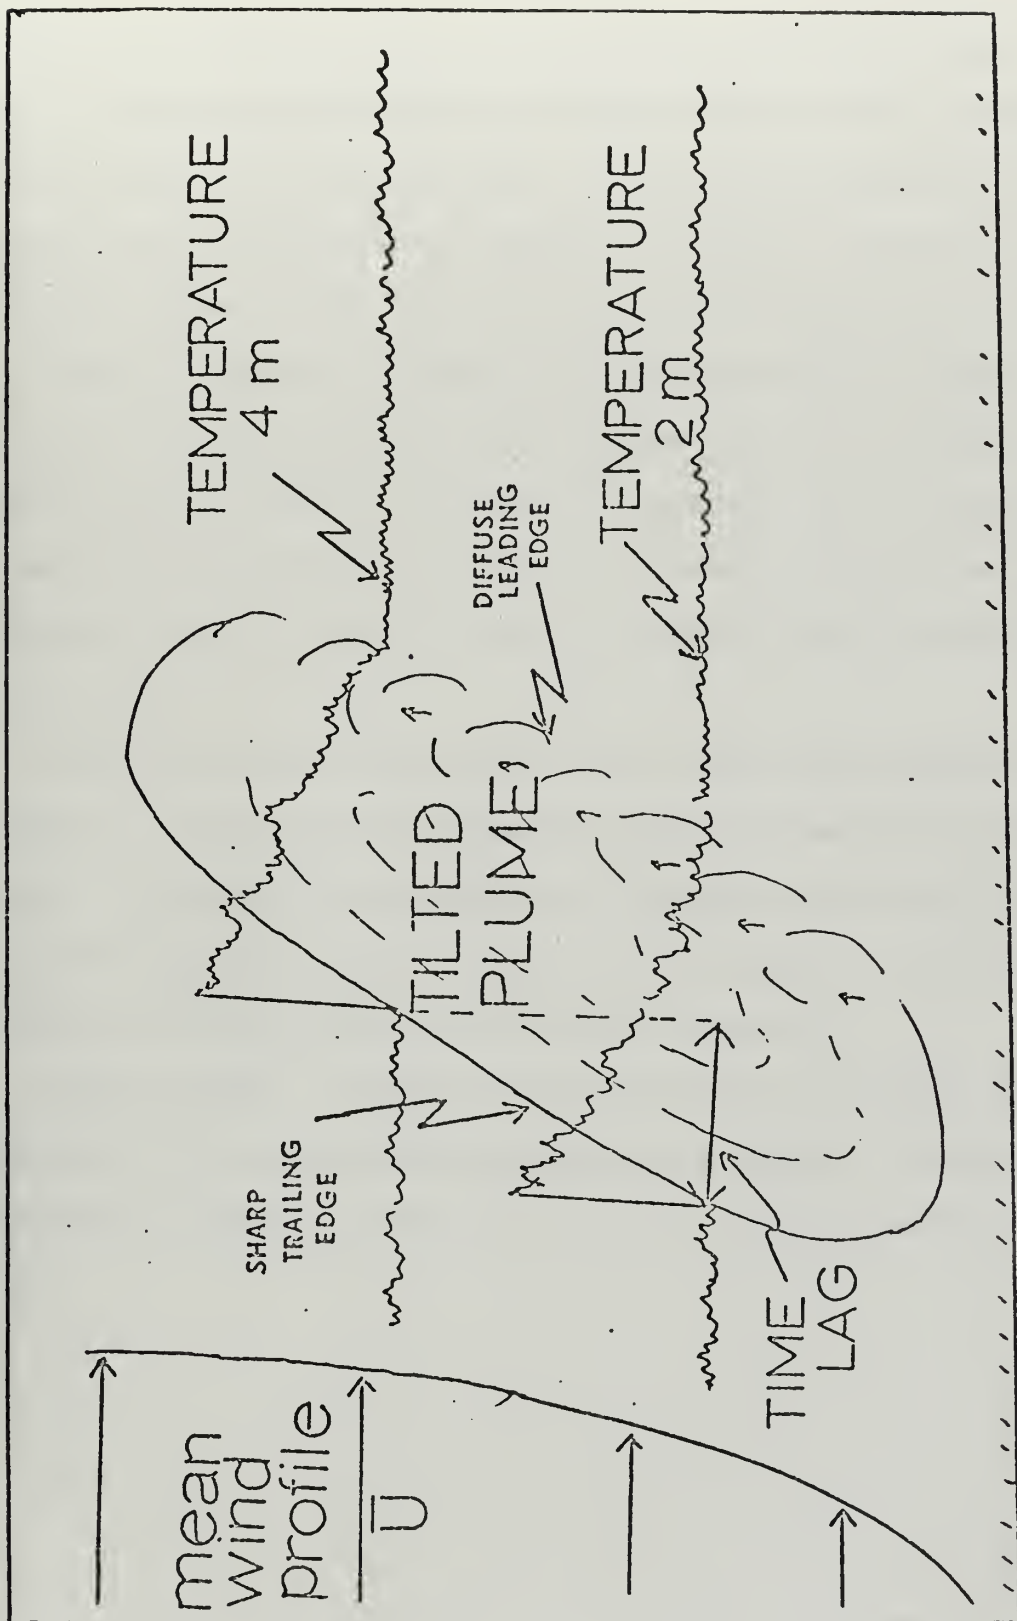 TEMPERATURE
4 m
DIFFUSE
LEADING
EDGE
TEMPERATURE
2 m
TILTED
PLUME
SHARP
TRAILING
EDGE
TIME
LAG
mean
wind
profile
U̅